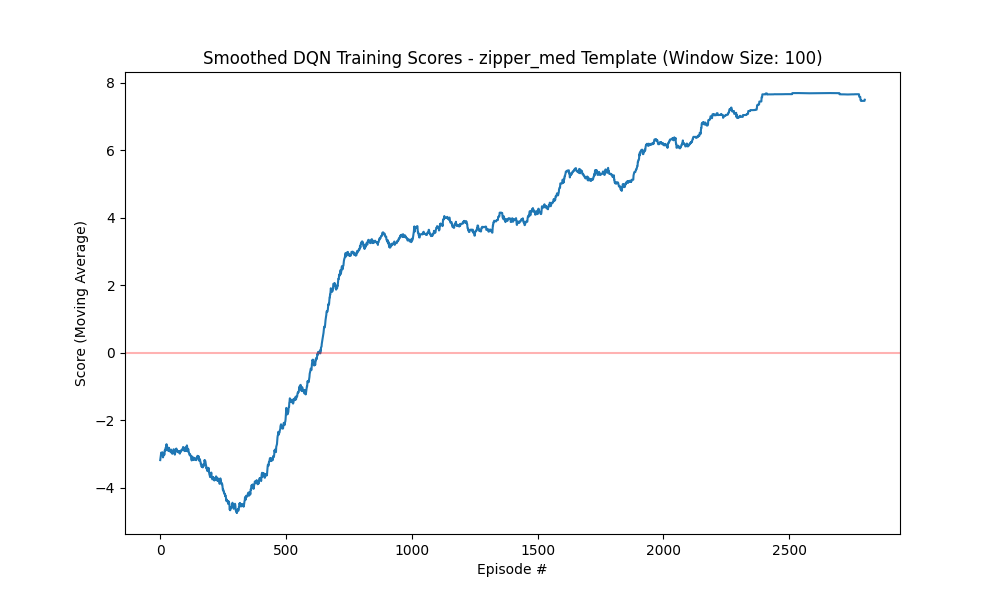 Smoothed DQN Training Scores - zipper_med Template (Window Size: 100)
8
6
4
2
0
−2
−4
Score (Moving Average)
0 500 1000 1500 2000 2500
Episode #